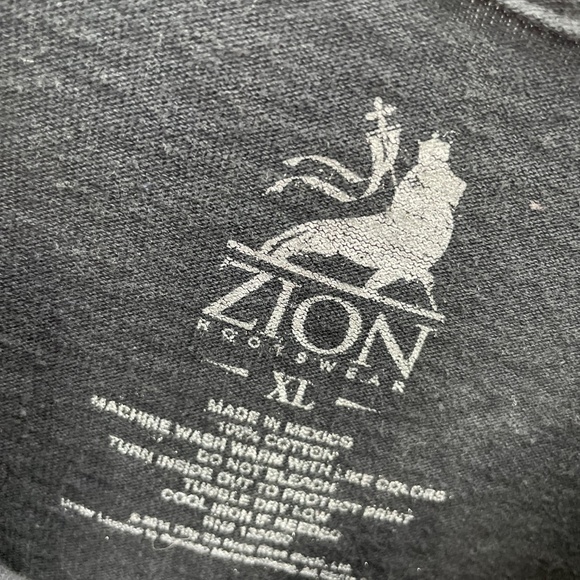 ZION
ROOTSWEAR
XL
MADE IN MEXICO
100% COTTON
MACHINE WASH WARM WITH LIKE COLORS
DO NOT BLEACH
TURN INSIDE OUT TO PROTECT PRINT
TUMBLE DRY LOW
COOL IRON IF NEEDED